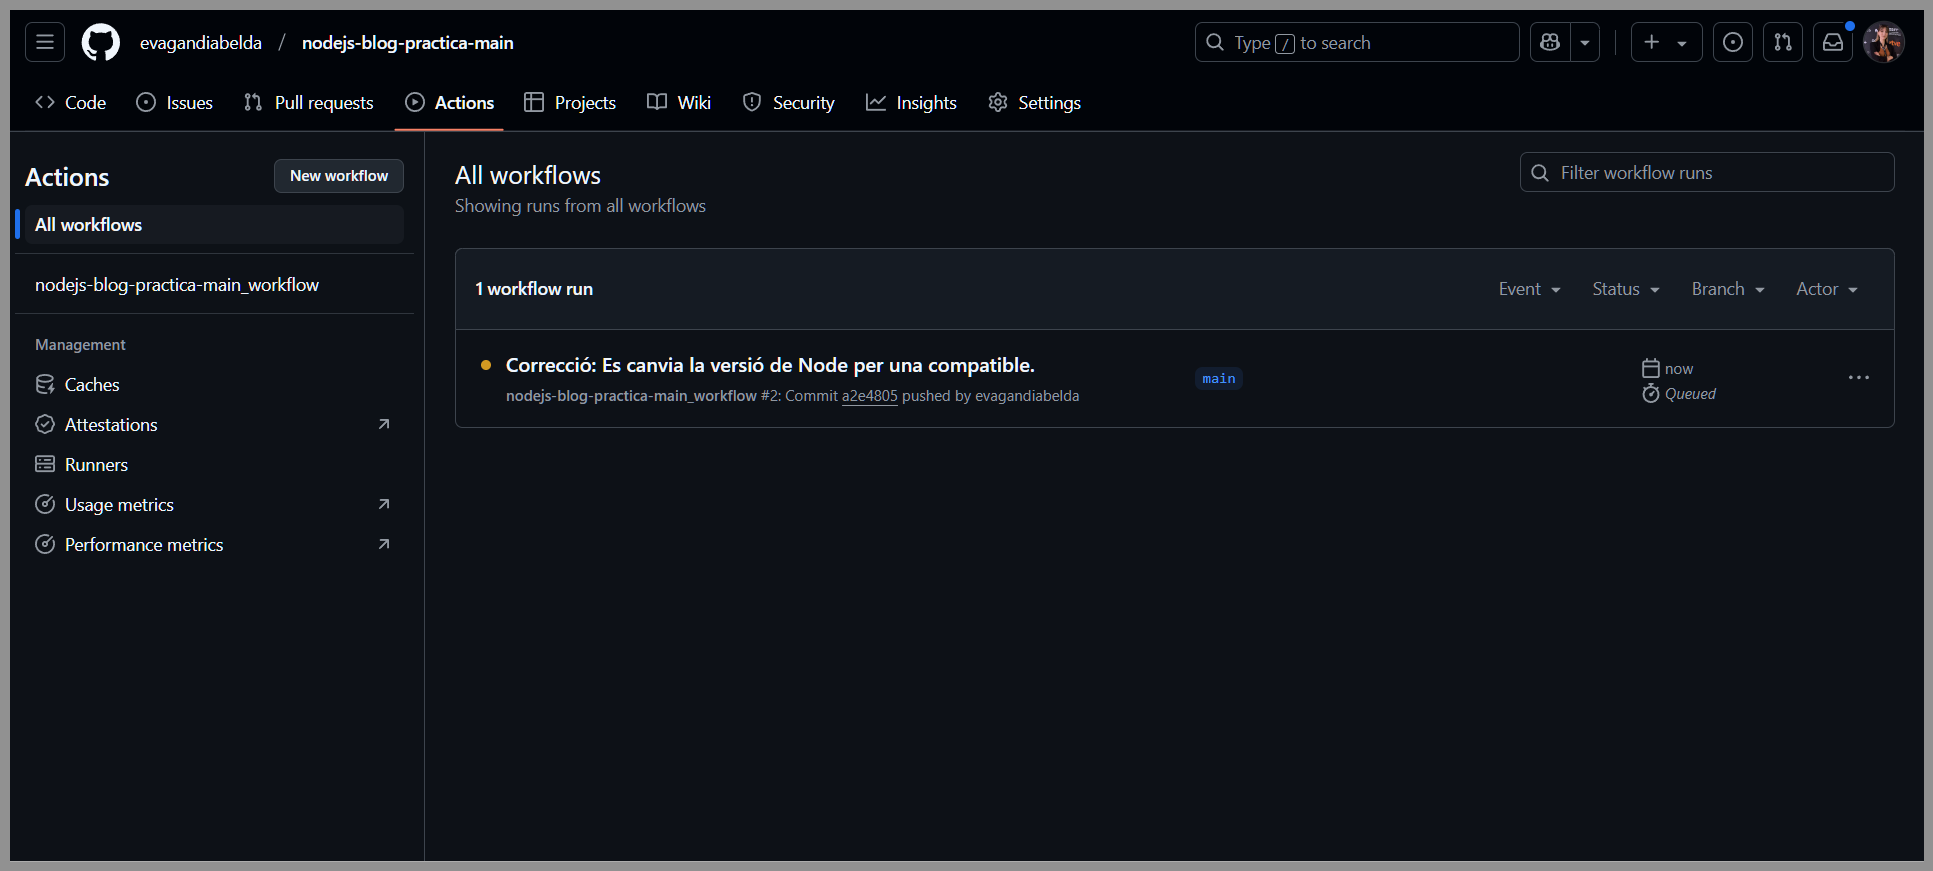 evagandiabelda / nodejs-blog-practica-main
Type / to search
Code Issues Pull requests Actions Projects Wiki Security Insights Settings
Actions
New workflow
All workflows
nodejs-blog-practica-main_workflow
Management
Caches
Attestations
Runners
Usage metrics
Performance metrics
All workflows
Showing runs from all workflows
Filter workflow runs
1 workflow run
Event Status Branch Actor
Correcció: Es canvia la versió de Node per una compatible.
nodejs-blog-practica-main_workflow #2: Commit a2e4805 pushed by evagandiabelda
main
now
Queued